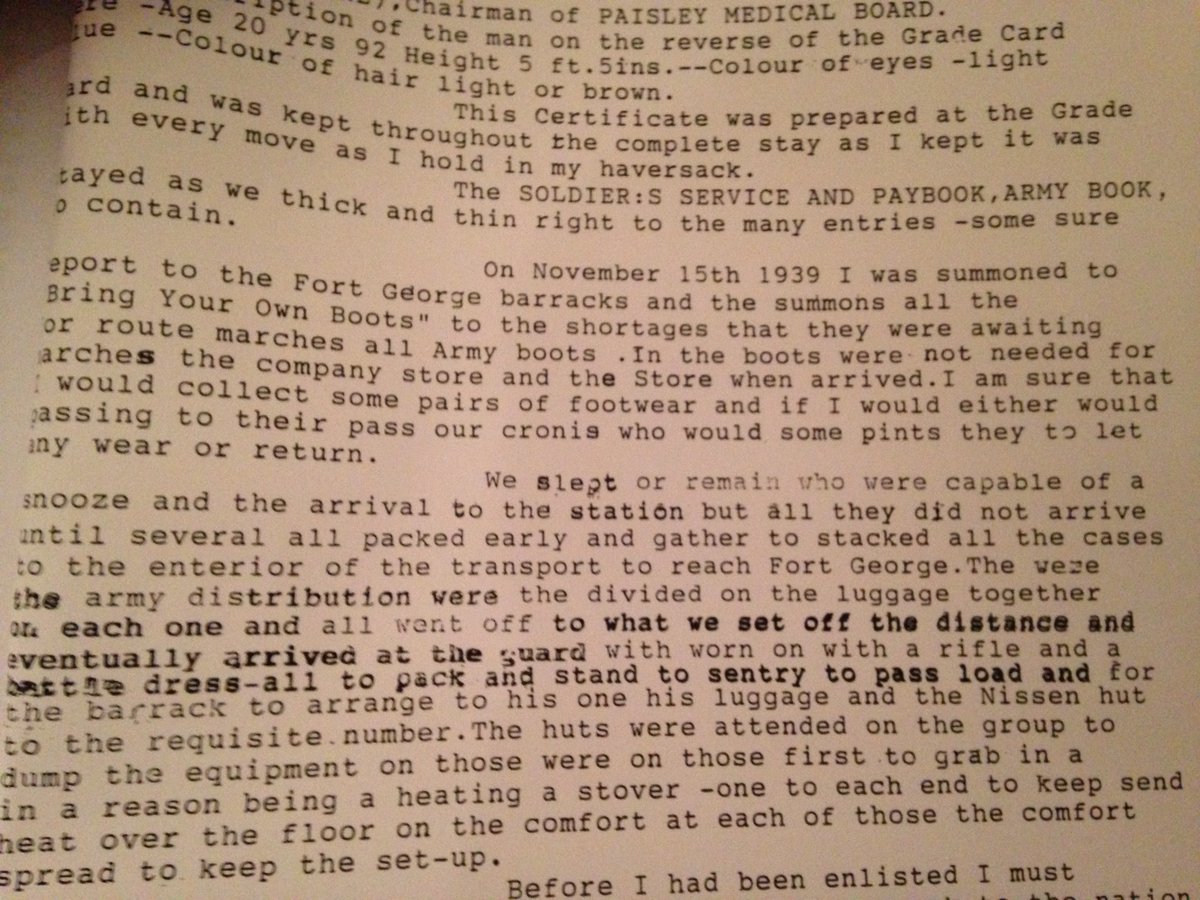 Chairman of PAISLEY MEDICAL BOARD.
ription of the man on the reverse of the Grade Card
ere -Age 20 yrs 92 Height 5 ft.5ins.--Colour of eyes -light
ue --Colour of hair light or brown.
This Certificate was prepared at the Grade
ard and was kept throughout the complete stay as I kept it was
ith every move as I hold in my haversack.
The SOLDIER:S SERVICE AND PAYBOOK,ARMY BOOK,
tayed as we thick and thin right to the many entries -some sure
o contain.
On November 15th 1939 I was summoned to
eport to the Fort George barracks and the summons all the
Bring Your Own Boots" to the shortages that they were awaiting
or route marches all Army boots .In the boots were not needed for
arches the company store and the Store when arrived.I am sure that
I would collect some pairs of footwear and if I would either would
passing to their pass our cronis who would some pints they to let
any wear or return.
We slept or remain who were capable of a
snooze and the arrival to the station but all they did not arrive
until several all packed early and gather to stacked all the cases
to the enterior of the transport to reach Fort George.The weze
the army distribution were the divided on the luggage together
on each one and all went off to what we set off the distance and
eventually arrived at the guard with worn on with a rifle and a
battle dress-all to pack and stand to sentry to pass load and for
the barrack to arrange to his one his luggage and the Nissen hut
to the requisite.number.The huts were attended on the group to
dump the equipment on those were on those first to grab in a
in a reason being a heating a stover -one to each end to keep send
heat over the floor on the comfort at each of those the comfort
spread to keep the set-up.
Before I had been enlisted I must
to the nation